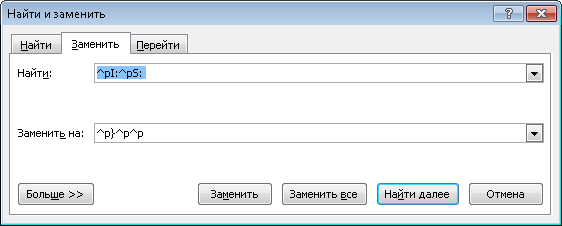 Найти и заменить
Найти Заменить Перейти
Найти: ^pI:^pS:
Заменить на: ^p}^p^p
Больше >> Заменить Заменить все Найти далее Отмена